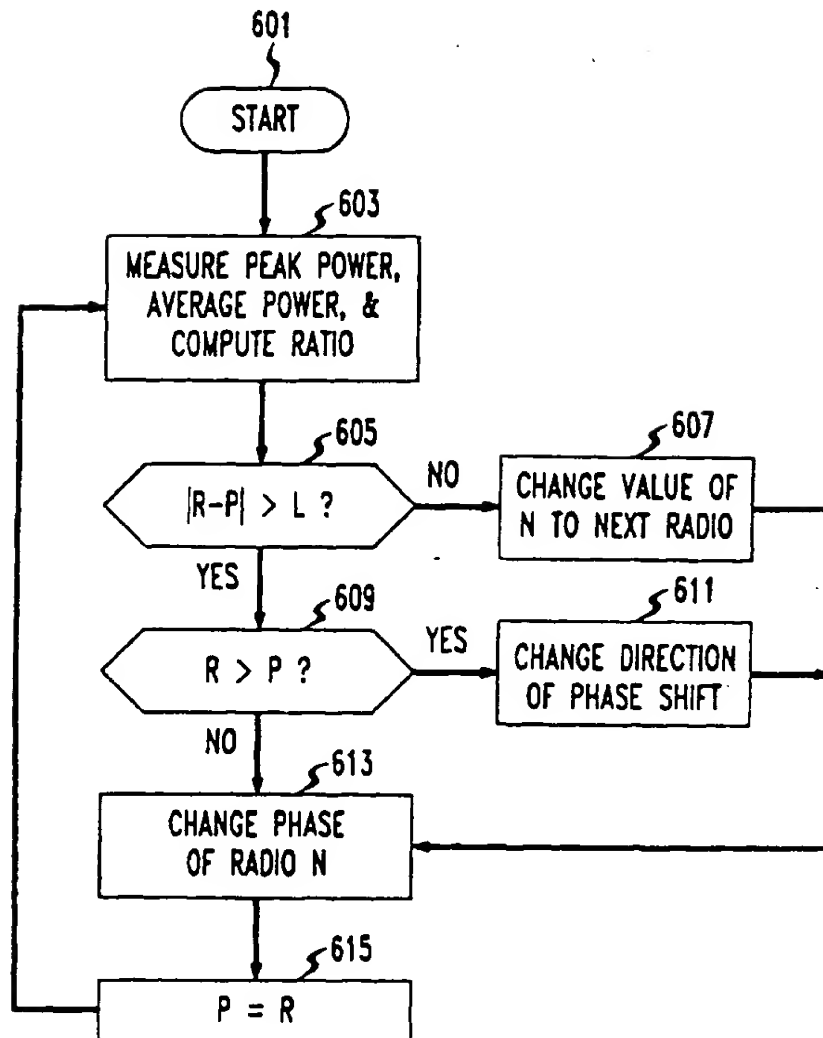 601
START
603
MEASURE PEAK POWER,
AVERAGE POWER, &
COMPUTE RATIO
605
|R-P| > L ?
NO
607
CHANGE VALUE OF
N TO NEXT RADIO
YES
609
R > P ?
YES
611
CHANGE DIRECTION
OF PHASE SHIFT
NO
613
CHANGE PHASE
OF RADIO N
615
P = R